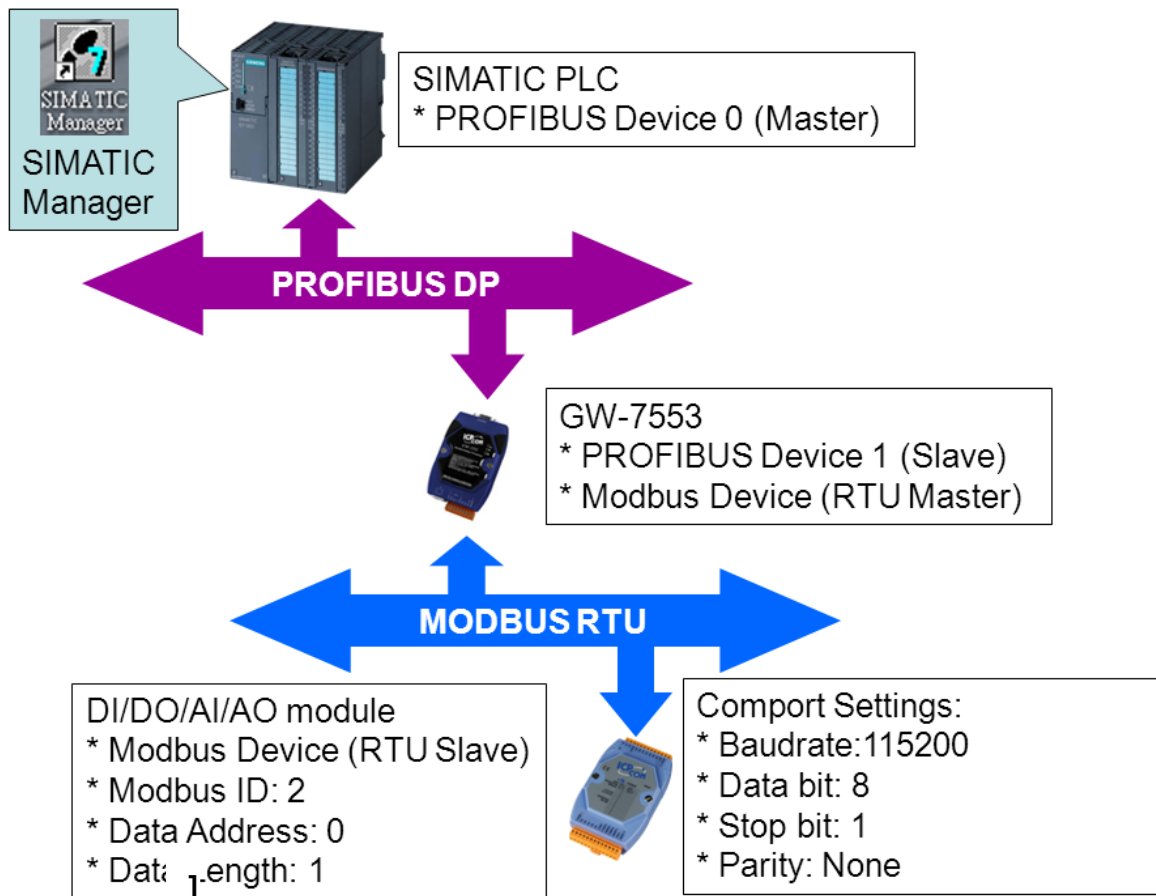 SIMATIC
Manager
SIMATIC
Manager
SIEMENS
SIMATIC PLC
* PROFIBUS Device 0 (Master)
PROFIBUS DP
GW-7553
* PROFIBUS Device 1 (Slave)
* Modbus Device (RTU Master)
MODBUS RTU
DI/DO/AI/AO module
* Modbus Device (RTU Slave)
* Modbus ID: 2
* Data Address: 0
* Data Length: 1
Comport Settings:
* Baudrate:115200
* Data bit: 8
* Stop bit: 1
* Parity: None